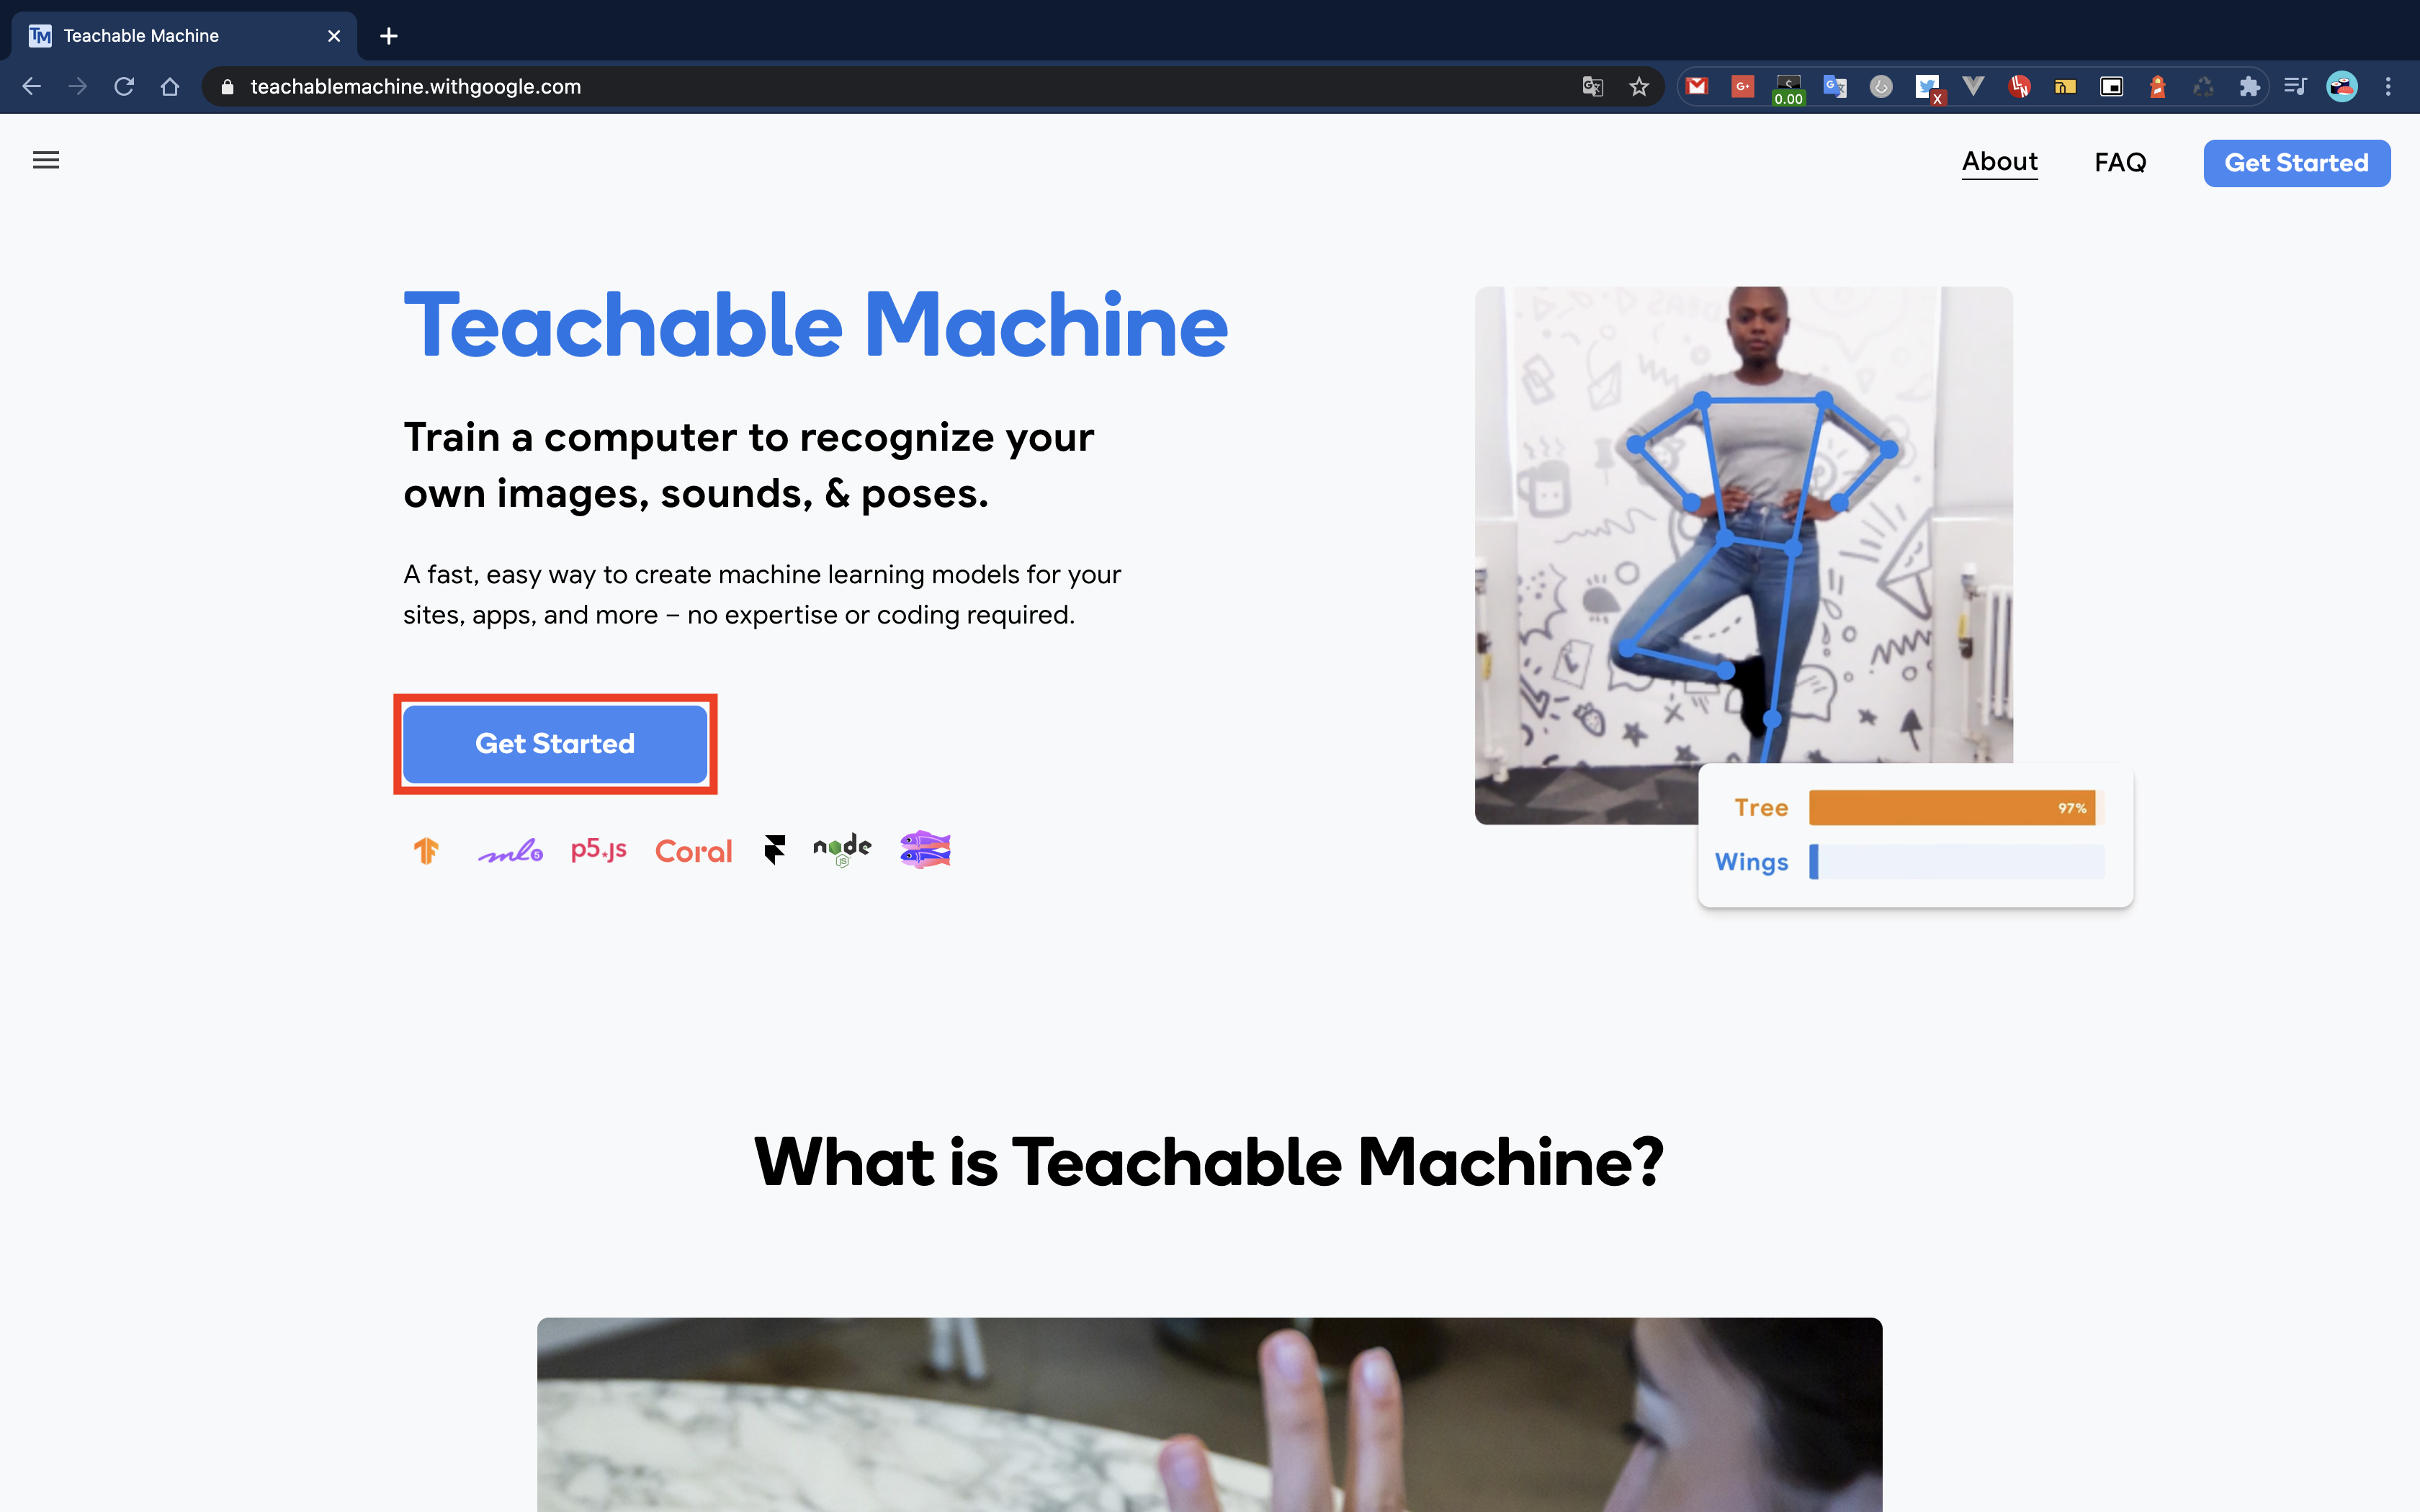 Teachable Machine
teachablemachine.withgoogle.com
0.00
About
FAQ
Get Started
Teachable Machine
Train a computer to recognize your
own images, sounds, & poses.
A fast, easy way to create machine learning models for your
sites, apps, and more – no expertise or coding required.
Get Started
ml5
p5*js
Coral
node
JS
Tree
97%
Wings
What is Teachable Machine?